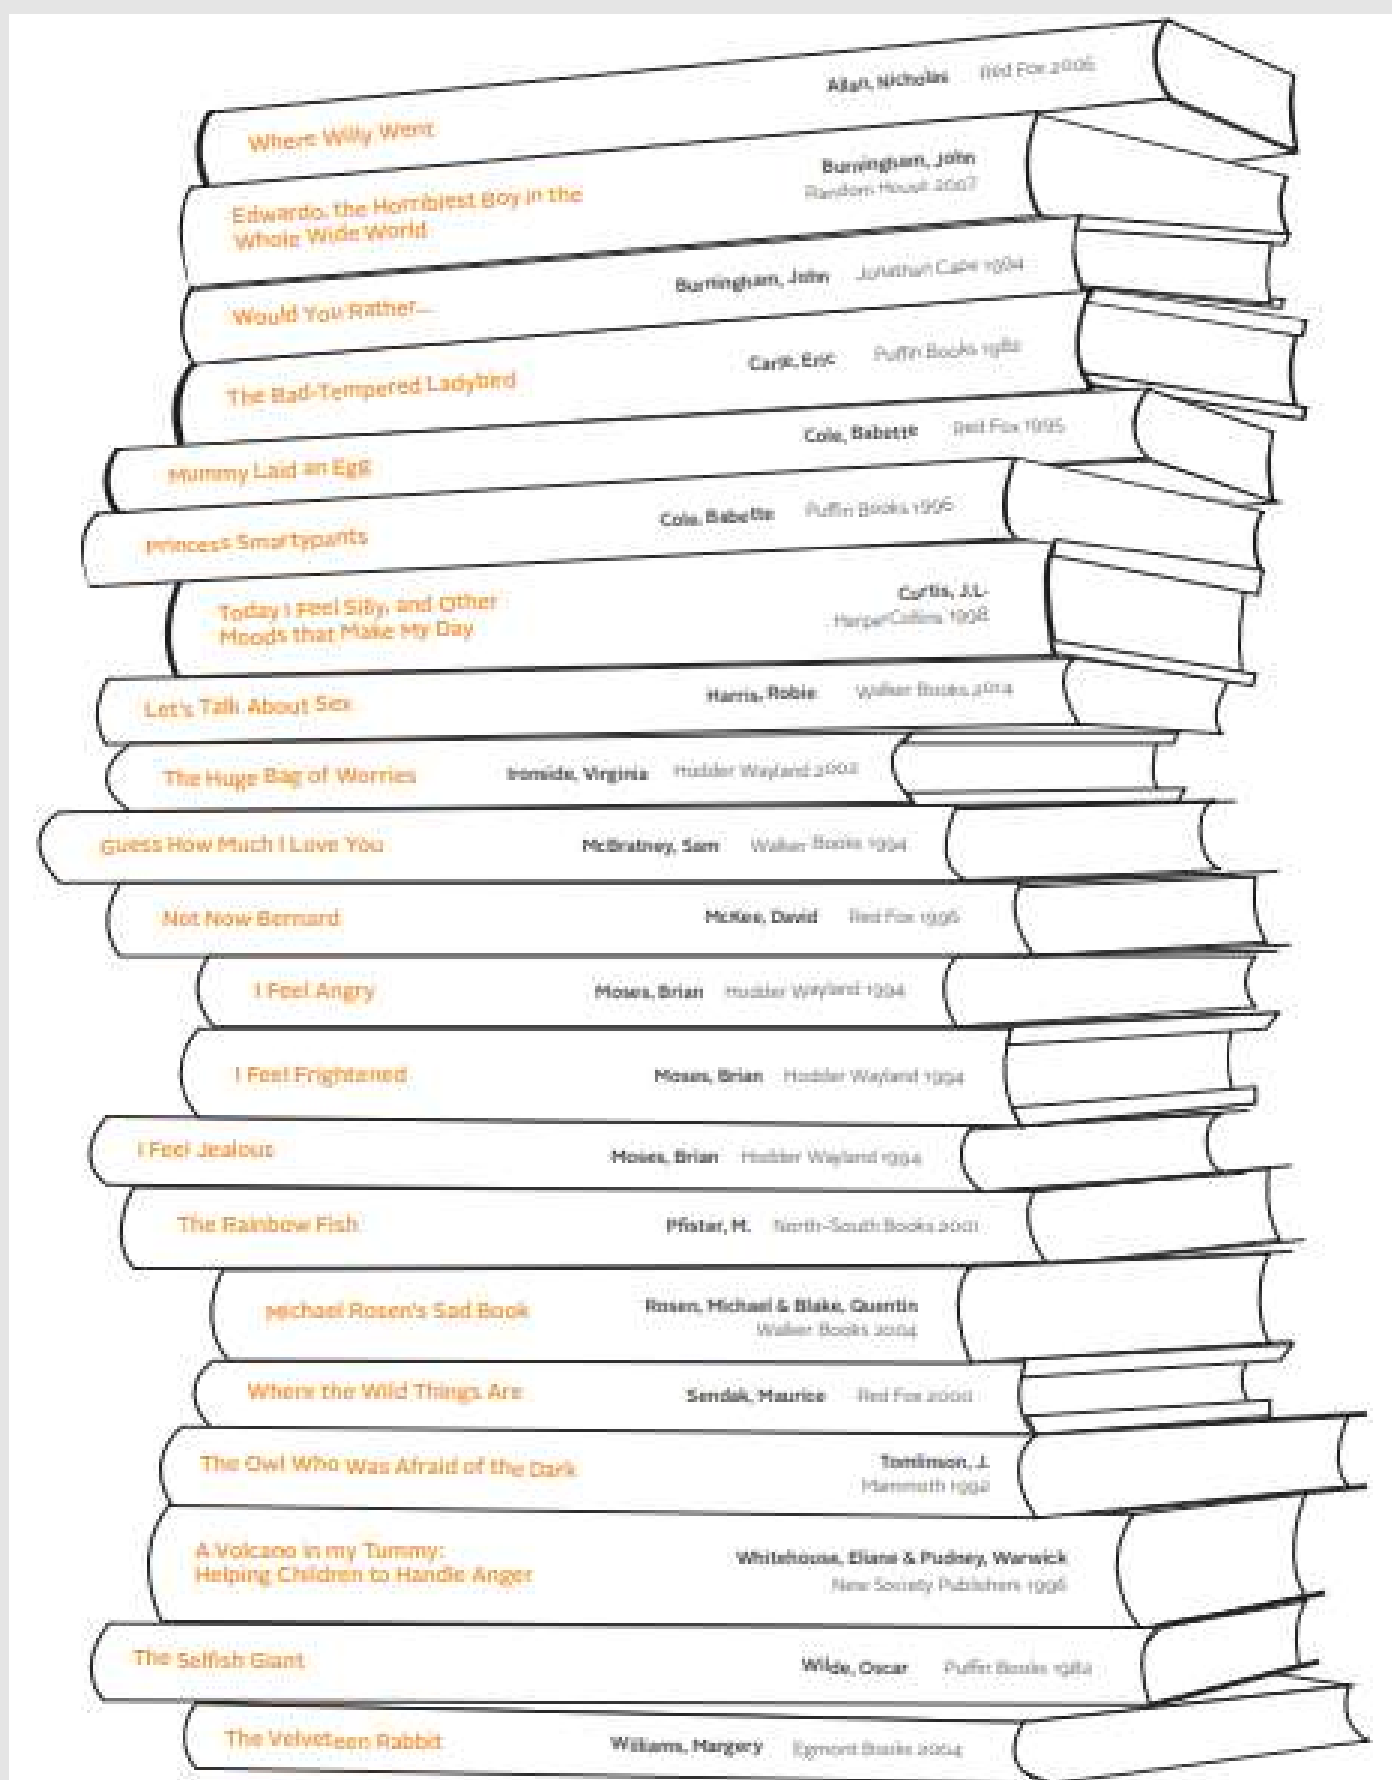 Where Willy Went Allan, Nicholas Red Fox 2006
Edwardo, the Horriblest Boy in the
Whole Wide World
Burningham, John
Random House 2007
Would You Rather... Burningham, John Jonathan Cape 1984
The Bad-Tempered Ladybird Carle, Eric Puffin Books 1982
Mummy Laid an Egg Cole, Babette Red Fox 1995
Princess Smartypants Cole, Babette Puffin Books 1996
Today I Feel Silly, and Other
Moods that Make My Day
Curtis, J.L.
HarperCollins 1998
Let's Talk About Sex Harris, Robie Walker Books 2014
The Huge Bag of Worries Ironside, Virginia Hodder Wayland 2002
Guess How Much I Love You McBratney, Sam Walker Books 1994
Not Now Bernard McKee, David Red Fox 1996
I Feel Angry Moses, Brian Hodder Wayland 1994
I Feel Frightened Moses, Brian Hodder Wayland 1994
I Feel Jealous Moses, Brian Hodder Wayland 1994
The Rainbow Fish Pfister, M. North-South Books 2001
Michael Rosen's Sad Book Rosen, Michael & Blake, Quentin
Walker Books 2004
Where the Wild Things Are Sendak, Maurice Red Fox 2000
The Owl Who Was Afraid of the Dark Tomlinson, J.
Mammoth 1992
A Volcano in my Tummy:
Helping Children to Handle Anger
Whitehouse, Eliane & Pudney, Warwick
New Society Publishers 1996
The Selfish Giant Wilde, Oscar Puffin Books 1982
The Velveteen Rabbit Williams, Margery Egmont Books 2004